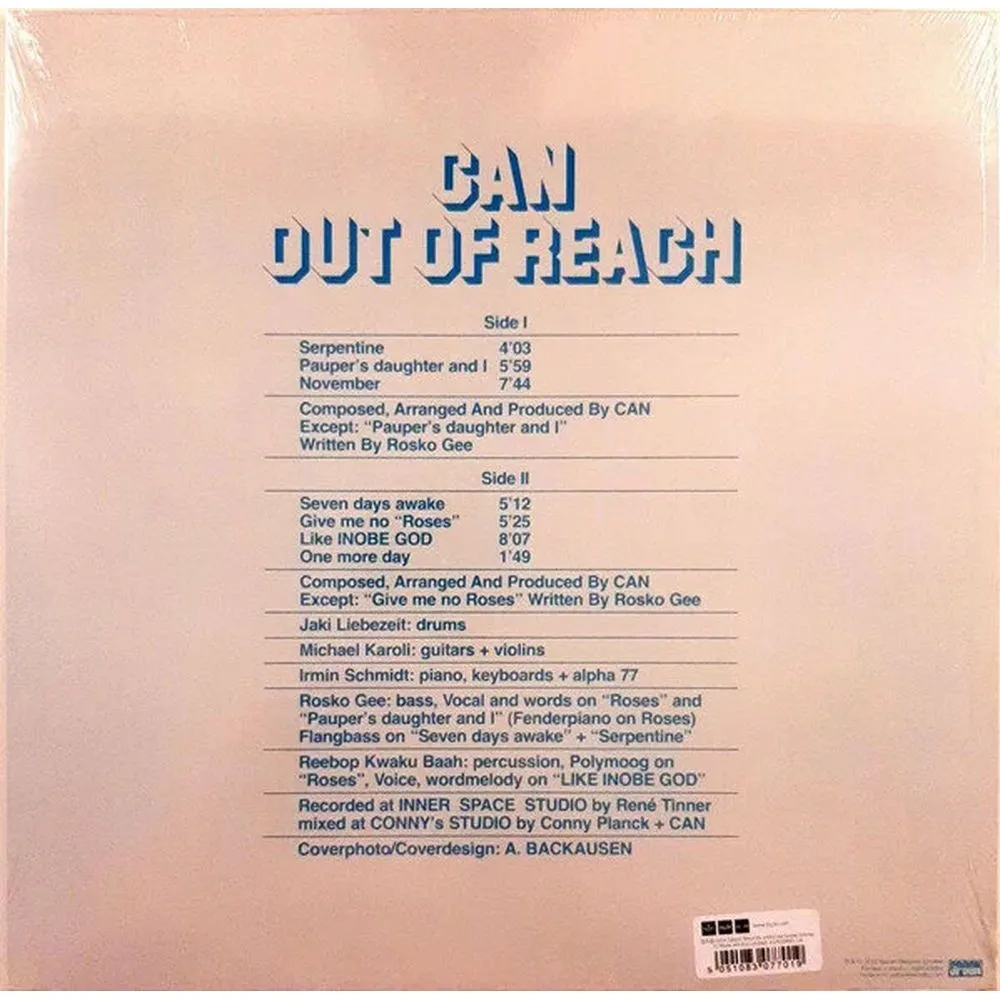 CAN
OUT OF REACH
Side I
Serpentine 4'03
Pauper's daughter and I 5'59
November 7'44
Composed, Arranged And Produced By CAN
Except: “Pauper's daughter and I”
Written By Rosko Gee
Side II
Seven days awake 5'12
Give me no “Roses” 5'25
Like INOBE GOD 8'07
One more day 1'49
Composed, Arranged And Produced By CAN
Except: “Give me no Roses” Written By Rosko Gee
Jaki Liebezeit: drums
Michael Karoli: guitars + violins
Irmin Schmidt: piano, keyboards + alpha 77
Rosko Gee: bass, Vocal and words on “Roses” and
“Pauper's daughter and I” (Fenderpiano on Roses)
Flangbass on “Seven days awake” + “Serpentine”
Reebop Kwaku Baah: percussion, Polymoog on
“Roses”, Voice, wordmelody on “LIKE INOBE GOD”
Recorded at INNER SPACE STUDIO by René Tinner
mixed at CONNY's STUDIO by Conny Planck + CAN
Coverphoto/Coverdesign: A. BACKAUSEN
5 051083 077019